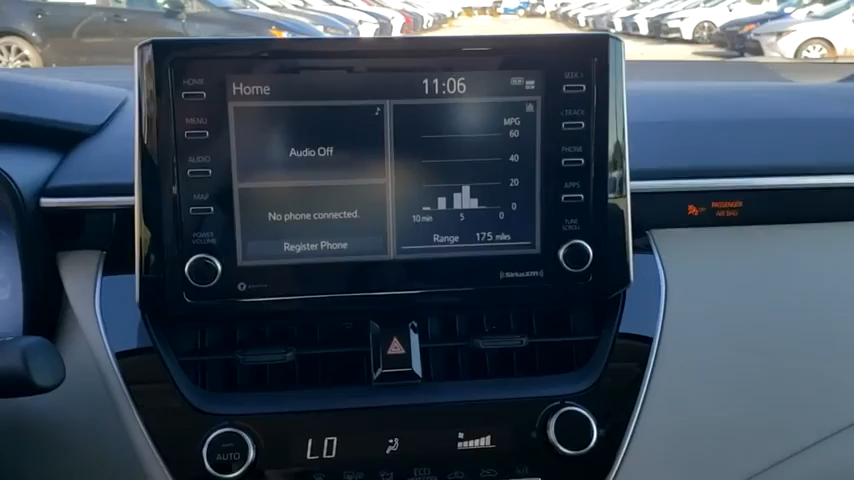 HOME
Home
11:06
SEEK >
MENU
MPG
< TRACK
60
Audio Off
AUDIO
40
PHONE
MAP
20
APPS
No phone connected.
10 min
5
0
0
POWER
VOLUME
Register Phone
Range 175 miles
TUNE
SCROLL
SiriusXM
PASSENGER
AIR BAG
OFF
AUTO
LO
ECO